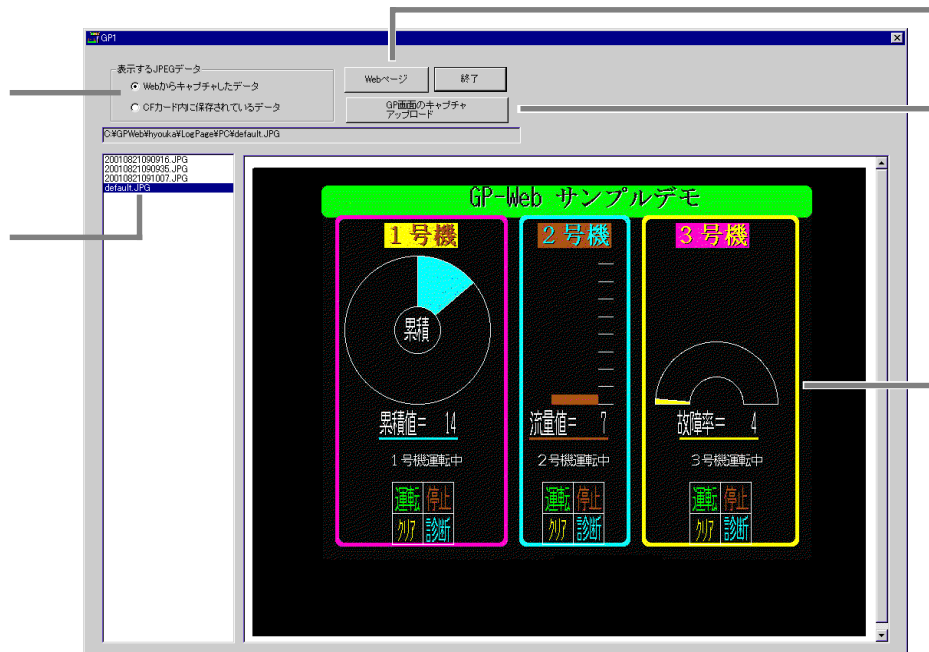 GP1
表示するJPEGデータ
Webからキャプチャしたデータ
CFカード内に保存されているデータ
Webページ
終了
GP画面のキャプチャ
アップロード
C:¥GPWeb¥hyouka¥LogPage¥PC¥default.JPG
20010821090916.JPG
20010821090935.JPG
20010821091007.JPG
default.JPG
GP-Web サンプルデモ
1号機
2号機
3号機
累積
累積値= 14
流量値= 7
故障率= 4
1号機運転中
2号機運転中
3号機運転中
運転 停止
運転 停止
運転 停止
クリア 診断
クリア 診断
クリア 診断